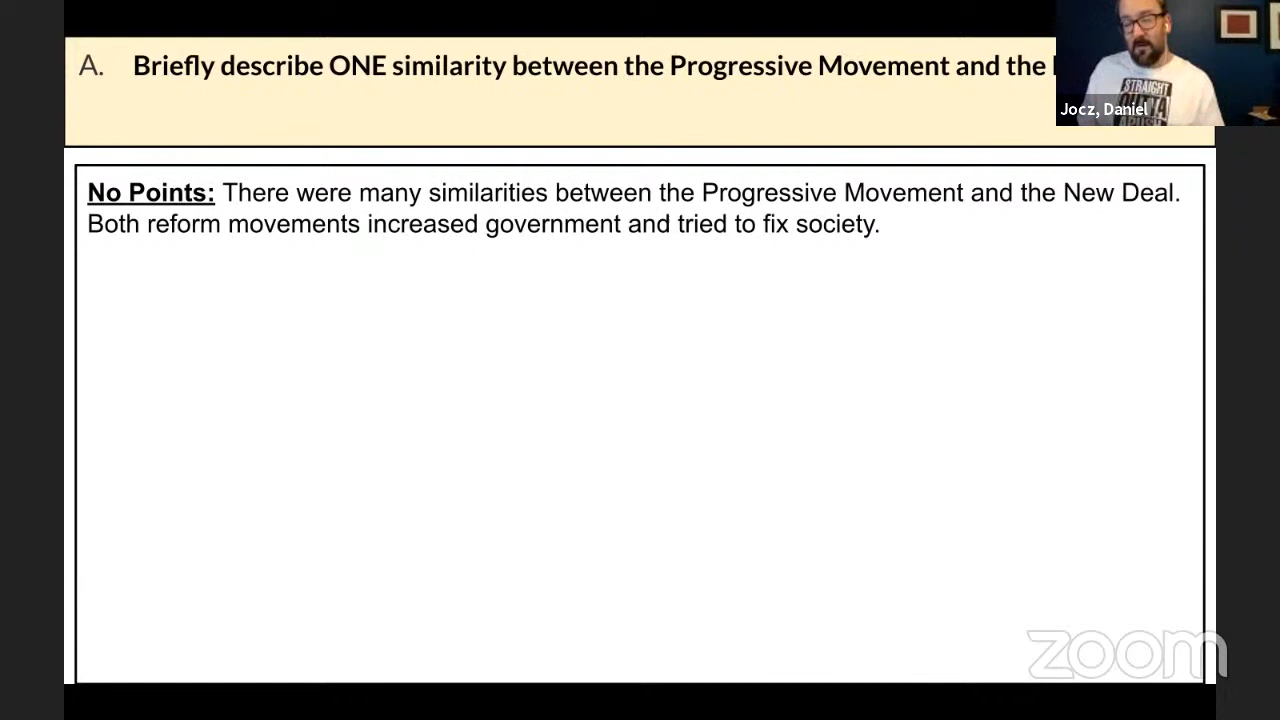 A. Briefly describe ONE similarity between the Progressive Movement and the
Jocz, Daniel
STRAIGHT
No Points: There were many similarities between the Progressive Movement and the New Deal.
Both reform movements increased government and tried to fix society.
zoom